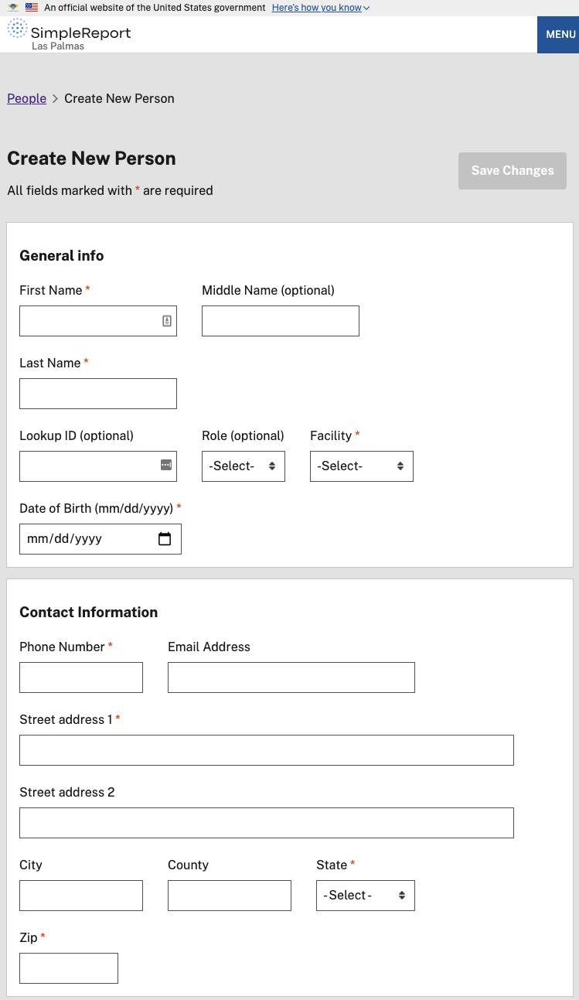 An official website of the United States government Here's how you know
SimpleReport
Las Palmas
MENU
People > Create New Person
Create New Person
Save Changes
All fields marked with * are required
General info
First Name * Middle Name (optional)
Last Name *
Lookup ID (optional) Role (optional) Facility *
-Select- -Select-
Date of Birth (mm/dd/yyyy) *
mm/dd/yyyy
Contact Information
Phone Number * Email Address
Street address 1 *
Street address 2
City County State *
- Select -
Zip *